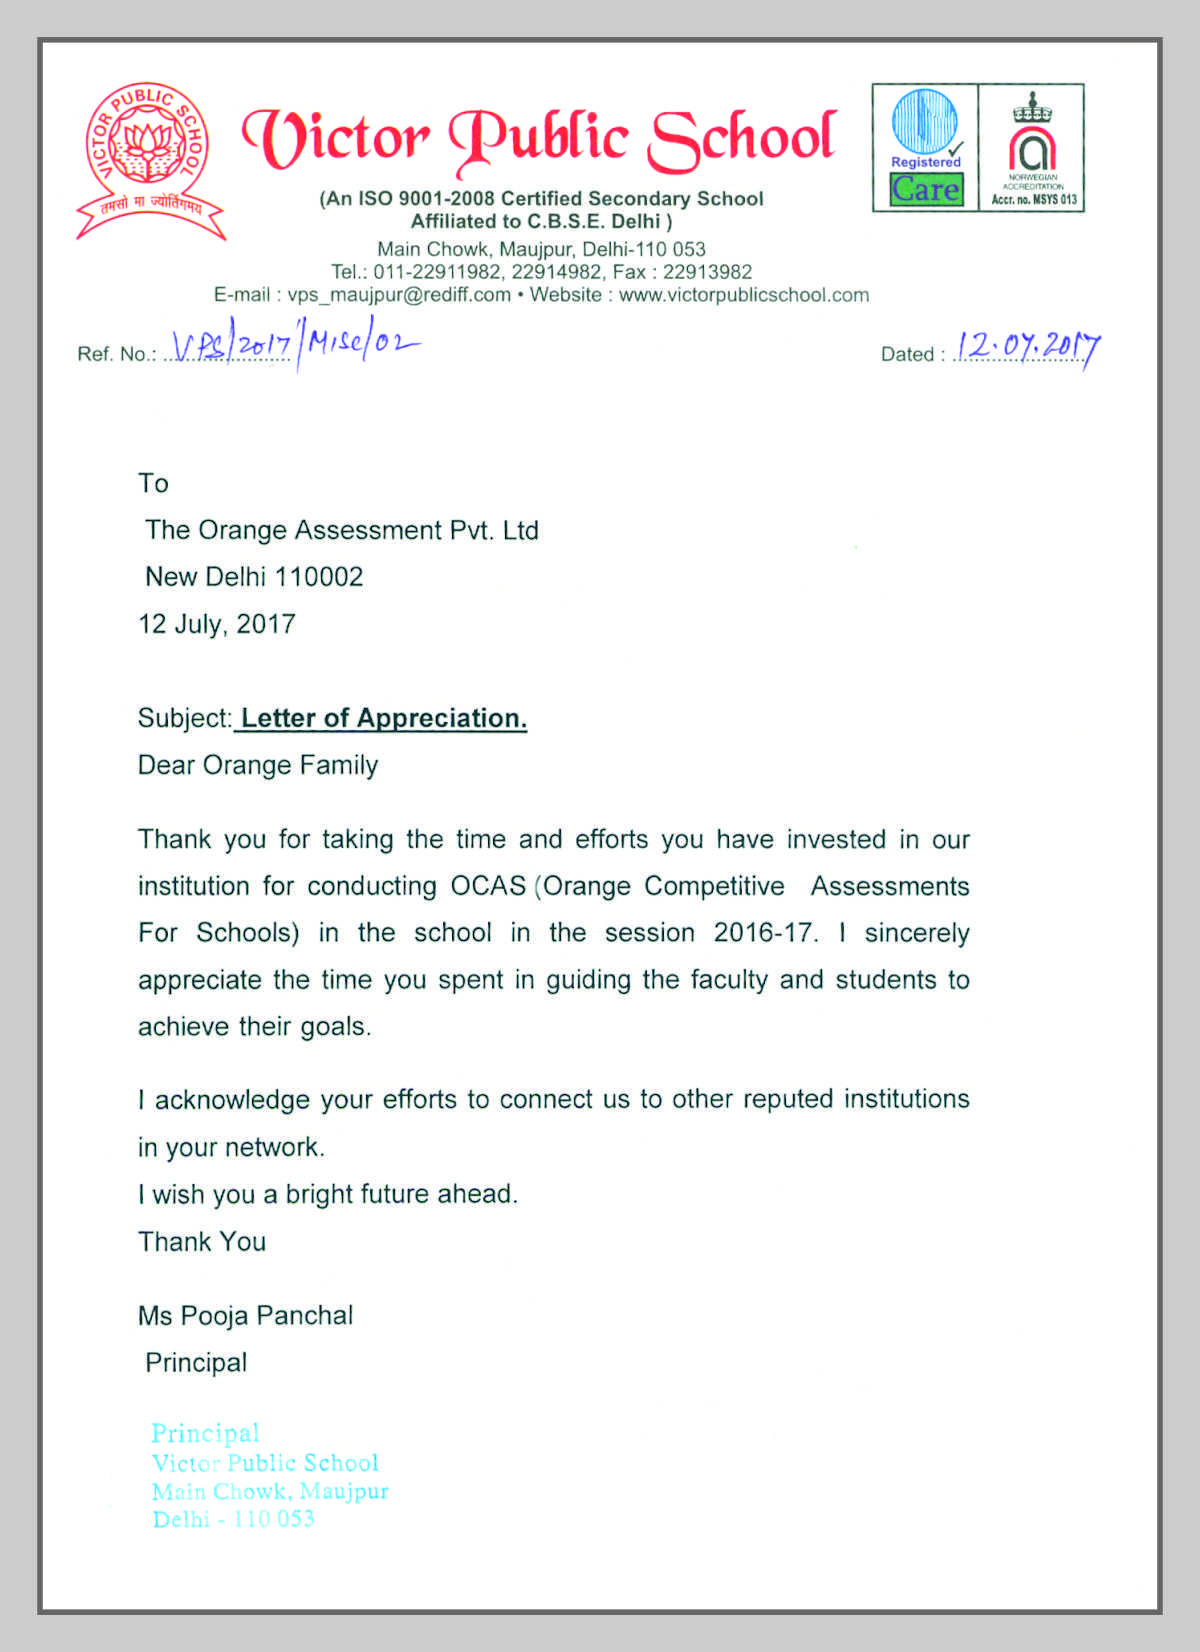 VICTOR PUBLIC SCHOOL
तमसो मा ज्योतिंगमय
Victor Public School
(An ISO 9001-2008 Certified Secondary School
Affiliated to C.B.S.E. Delhi )
Main Chowk, Maujpur, Delhi-110 053
Tel.: 011-22911982, 22914982, Fax : 22913982
E-mail : vps_maujpur@rediff.com • Website : www.victorpublicschool.com
Registered
Care
NORWEGIAN
ACCREDITATION
Accr. no. MSYS 013
Ref. No.: VPS/2017/Misc/02
Dated : 12.07.2017
To
The Orange Assessment Pvt. Ltd
New Delhi 110002
12 July, 2017
Subject: Letter of Appreciation.
Dear Orange Family
Thank you for taking the time and efforts you have invested in our
institution for conducting OCAS (Orange Competitive Assessments
For Schools) in the school in the session 2016-17. I sincerely
appreciate the time you spent in guiding the faculty and students to
achieve their goals.
I acknowledge your efforts to connect us to other reputed institutions
in your network.
I wish you a bright future ahead.
Thank You
Ms Pooja Panchal
Principal
Principal
Victor Public School
Main Chowk, Maujpur
Delhi - 110 053